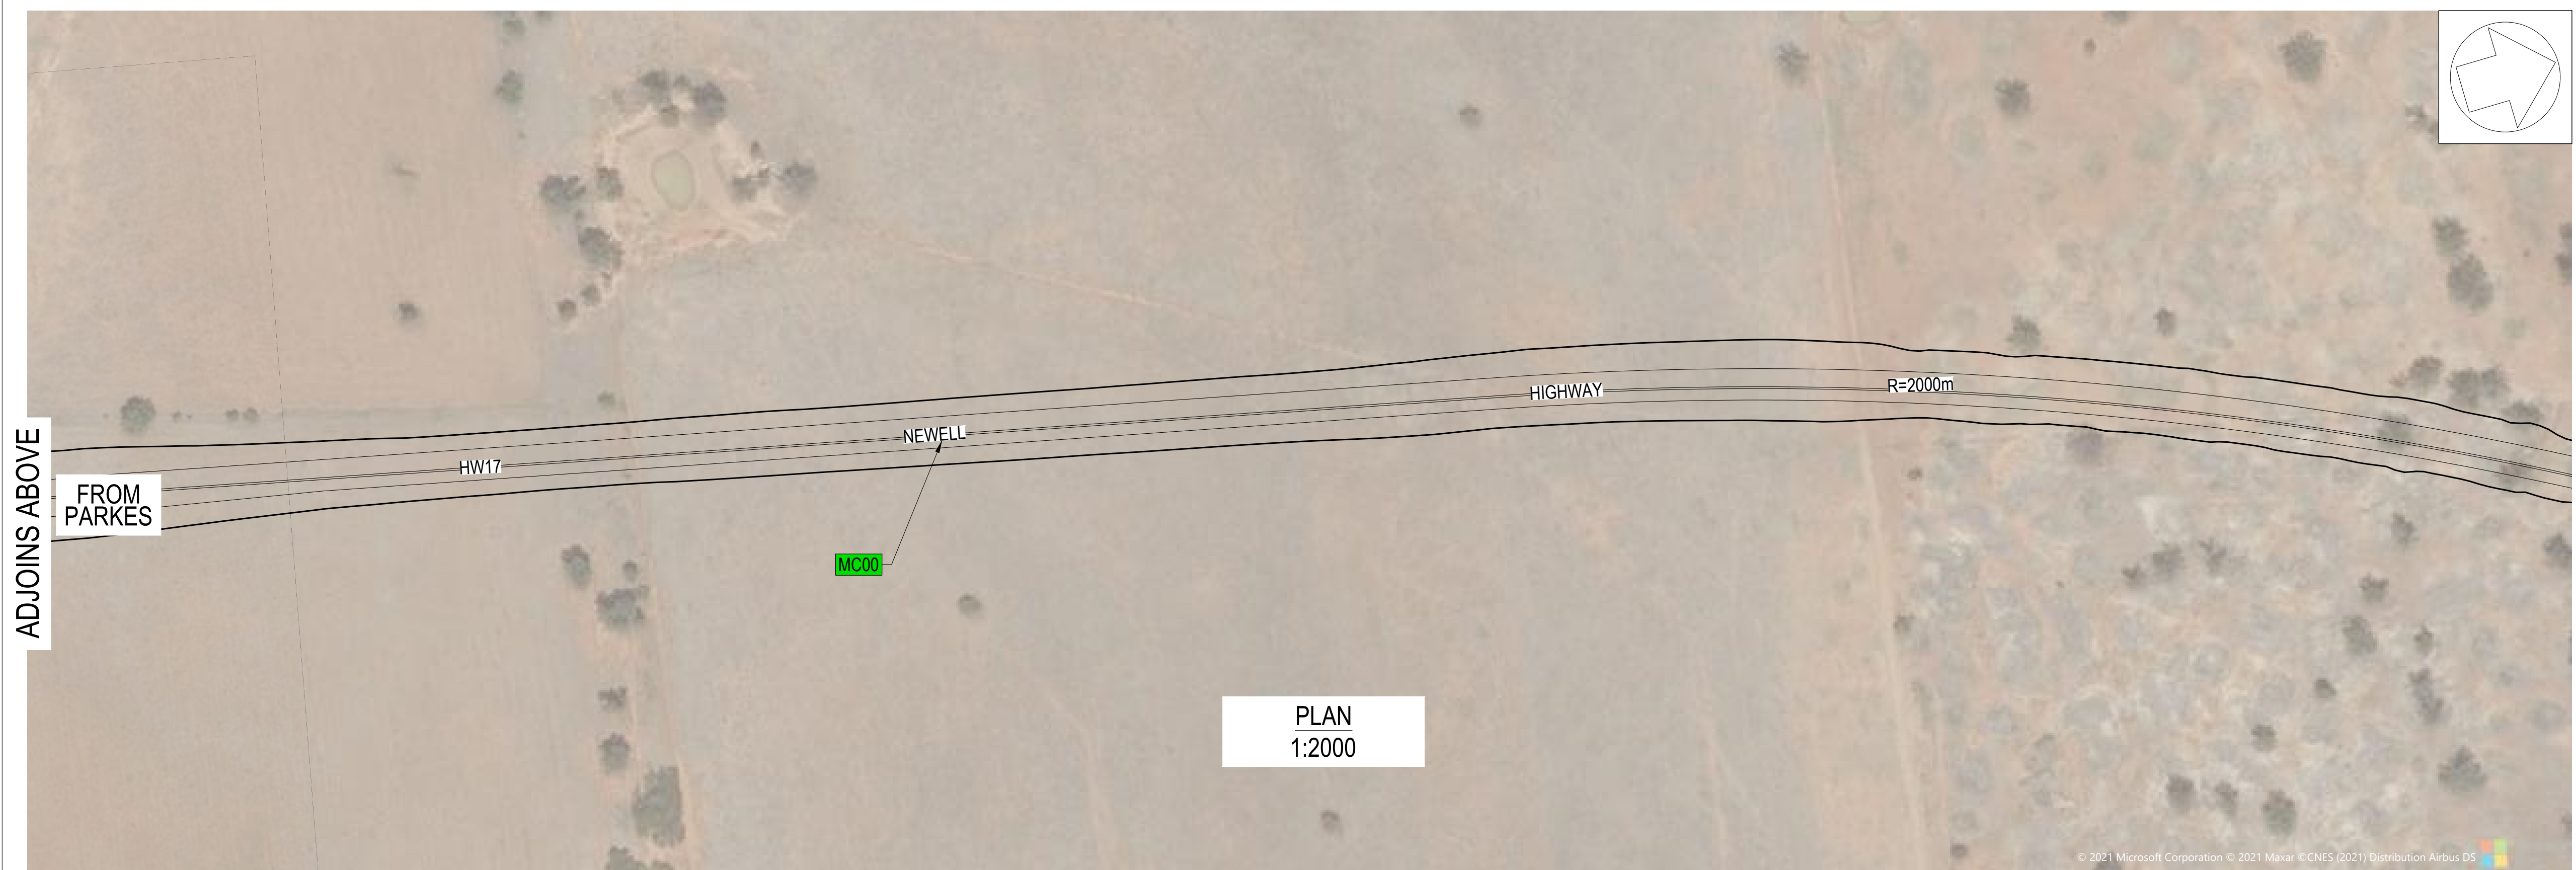 ADJOINS ABOVE
FROM
PARKES
HW17
NEWELL
HIGHWAY
R=2000m
MC00
PLAN
1:2000
© 2021 Microsoft Corporation © 2021 Maxar ©CNES (2021) Distribution Airbus DS